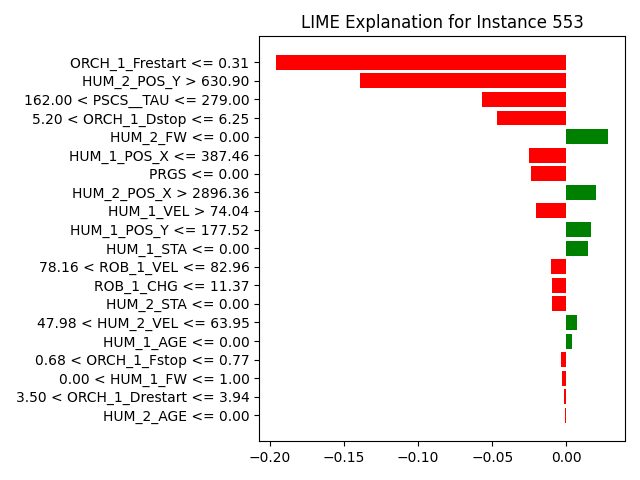 LIME Explanation for Instance 553
ORCH_1_Frestart <= 0.31
HUM_2_POS_Y > 630.90
162.00 < PSCS__TAU <= 279.00
5.20 < ORCH_1_Dstop <= 6.25
HUM_2_FW <= 0.00
HUM_1_POS_X <= 387.46
PRGS <= 0.00
HUM_2_POS_X > 2896.36
HUM_1_VEL > 74.04
HUM_1_POS_Y <= 177.52
HUM_1_STA <= 0.00
78.16 < ROB_1_VEL <= 82.96
ROB_1_CHG <= 11.37
HUM_2_STA <= 0.00
47.98 < HUM_2_VEL <= 63.95
HUM_1_AGE <= 0.00
0.68 < ORCH_1_Fstop <= 0.77
0.00 < HUM_1_FW <= 1.00
3.50 < ORCH_1_Drestart <= 3.94
HUM_2_AGE <= 0.00
−0.20 −0.15 −0.10 −0.05 0.00